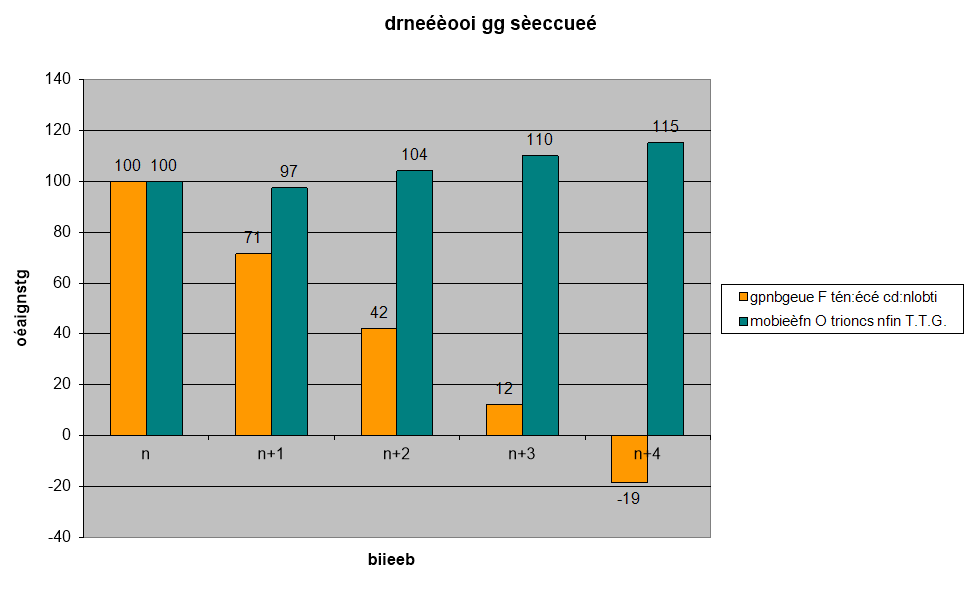 drneéèooi gg sèeccueé
140
120
100
80
60
40
20
0
-20
-40
oéaignstg
100 100
71 97
42 104
12 110
-19 115
n n+1 n+2 n+3 n+4
biieeb
gpnbgeue F tén:écé cd:nlobti
mobieèfn O trioncs nfin T.T.G.